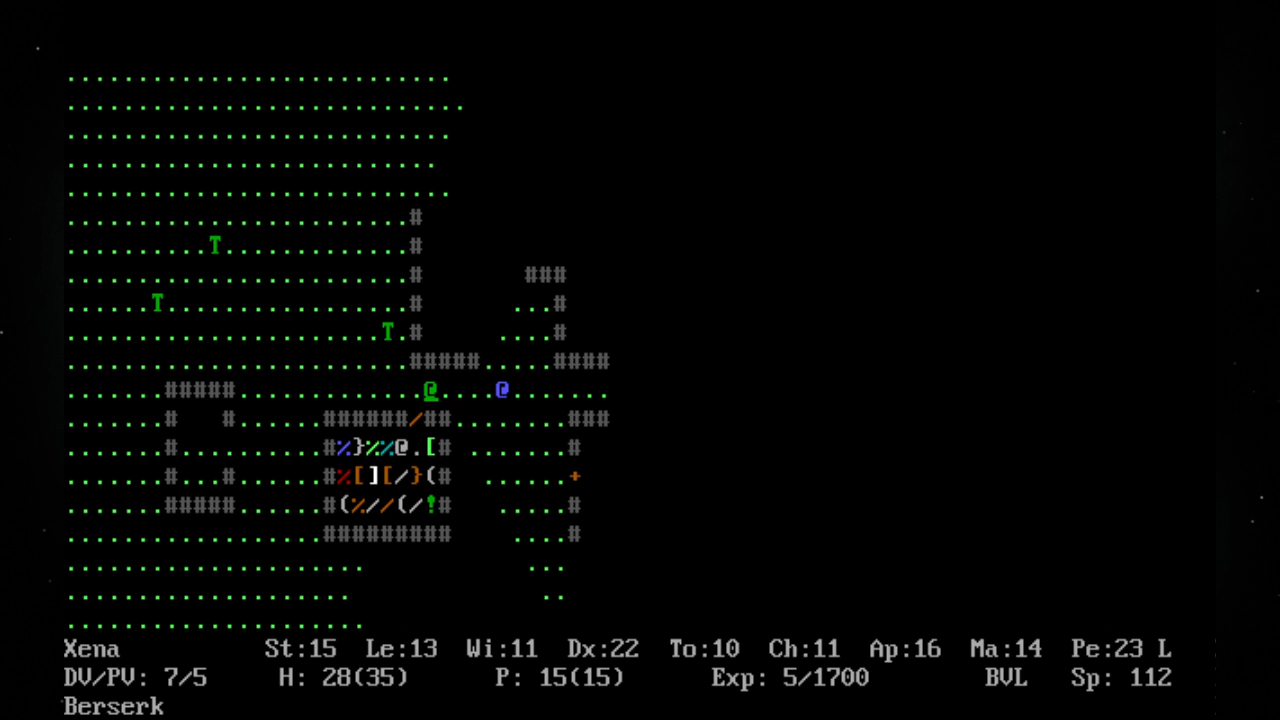 ...........................
............................
...........................
..........................
...........................
........................#
..........T.............#
........................#       ###
......T.................#      ...#
......................T.#     ....#
........................#####.....####
.......#####.............@....@.......
.......#   #......######/##........###
.......#..........#%}%%@.[# .......#
.......#...#......#%[][/}(#  ......+
.......#####......#(%//(/!#   .....#
..................#########    ....#
.....................           ...
....................             ..
.....................
Xena St:15 Le:13 Wi:11 Dx:22 To:10 Ch:11 Ap:16 Ma:14 Pe:23 L
DV/PV: 7/5 H: 28(35) P: 15(15) Exp: 5/1700 BVL Sp: 112
Berserk